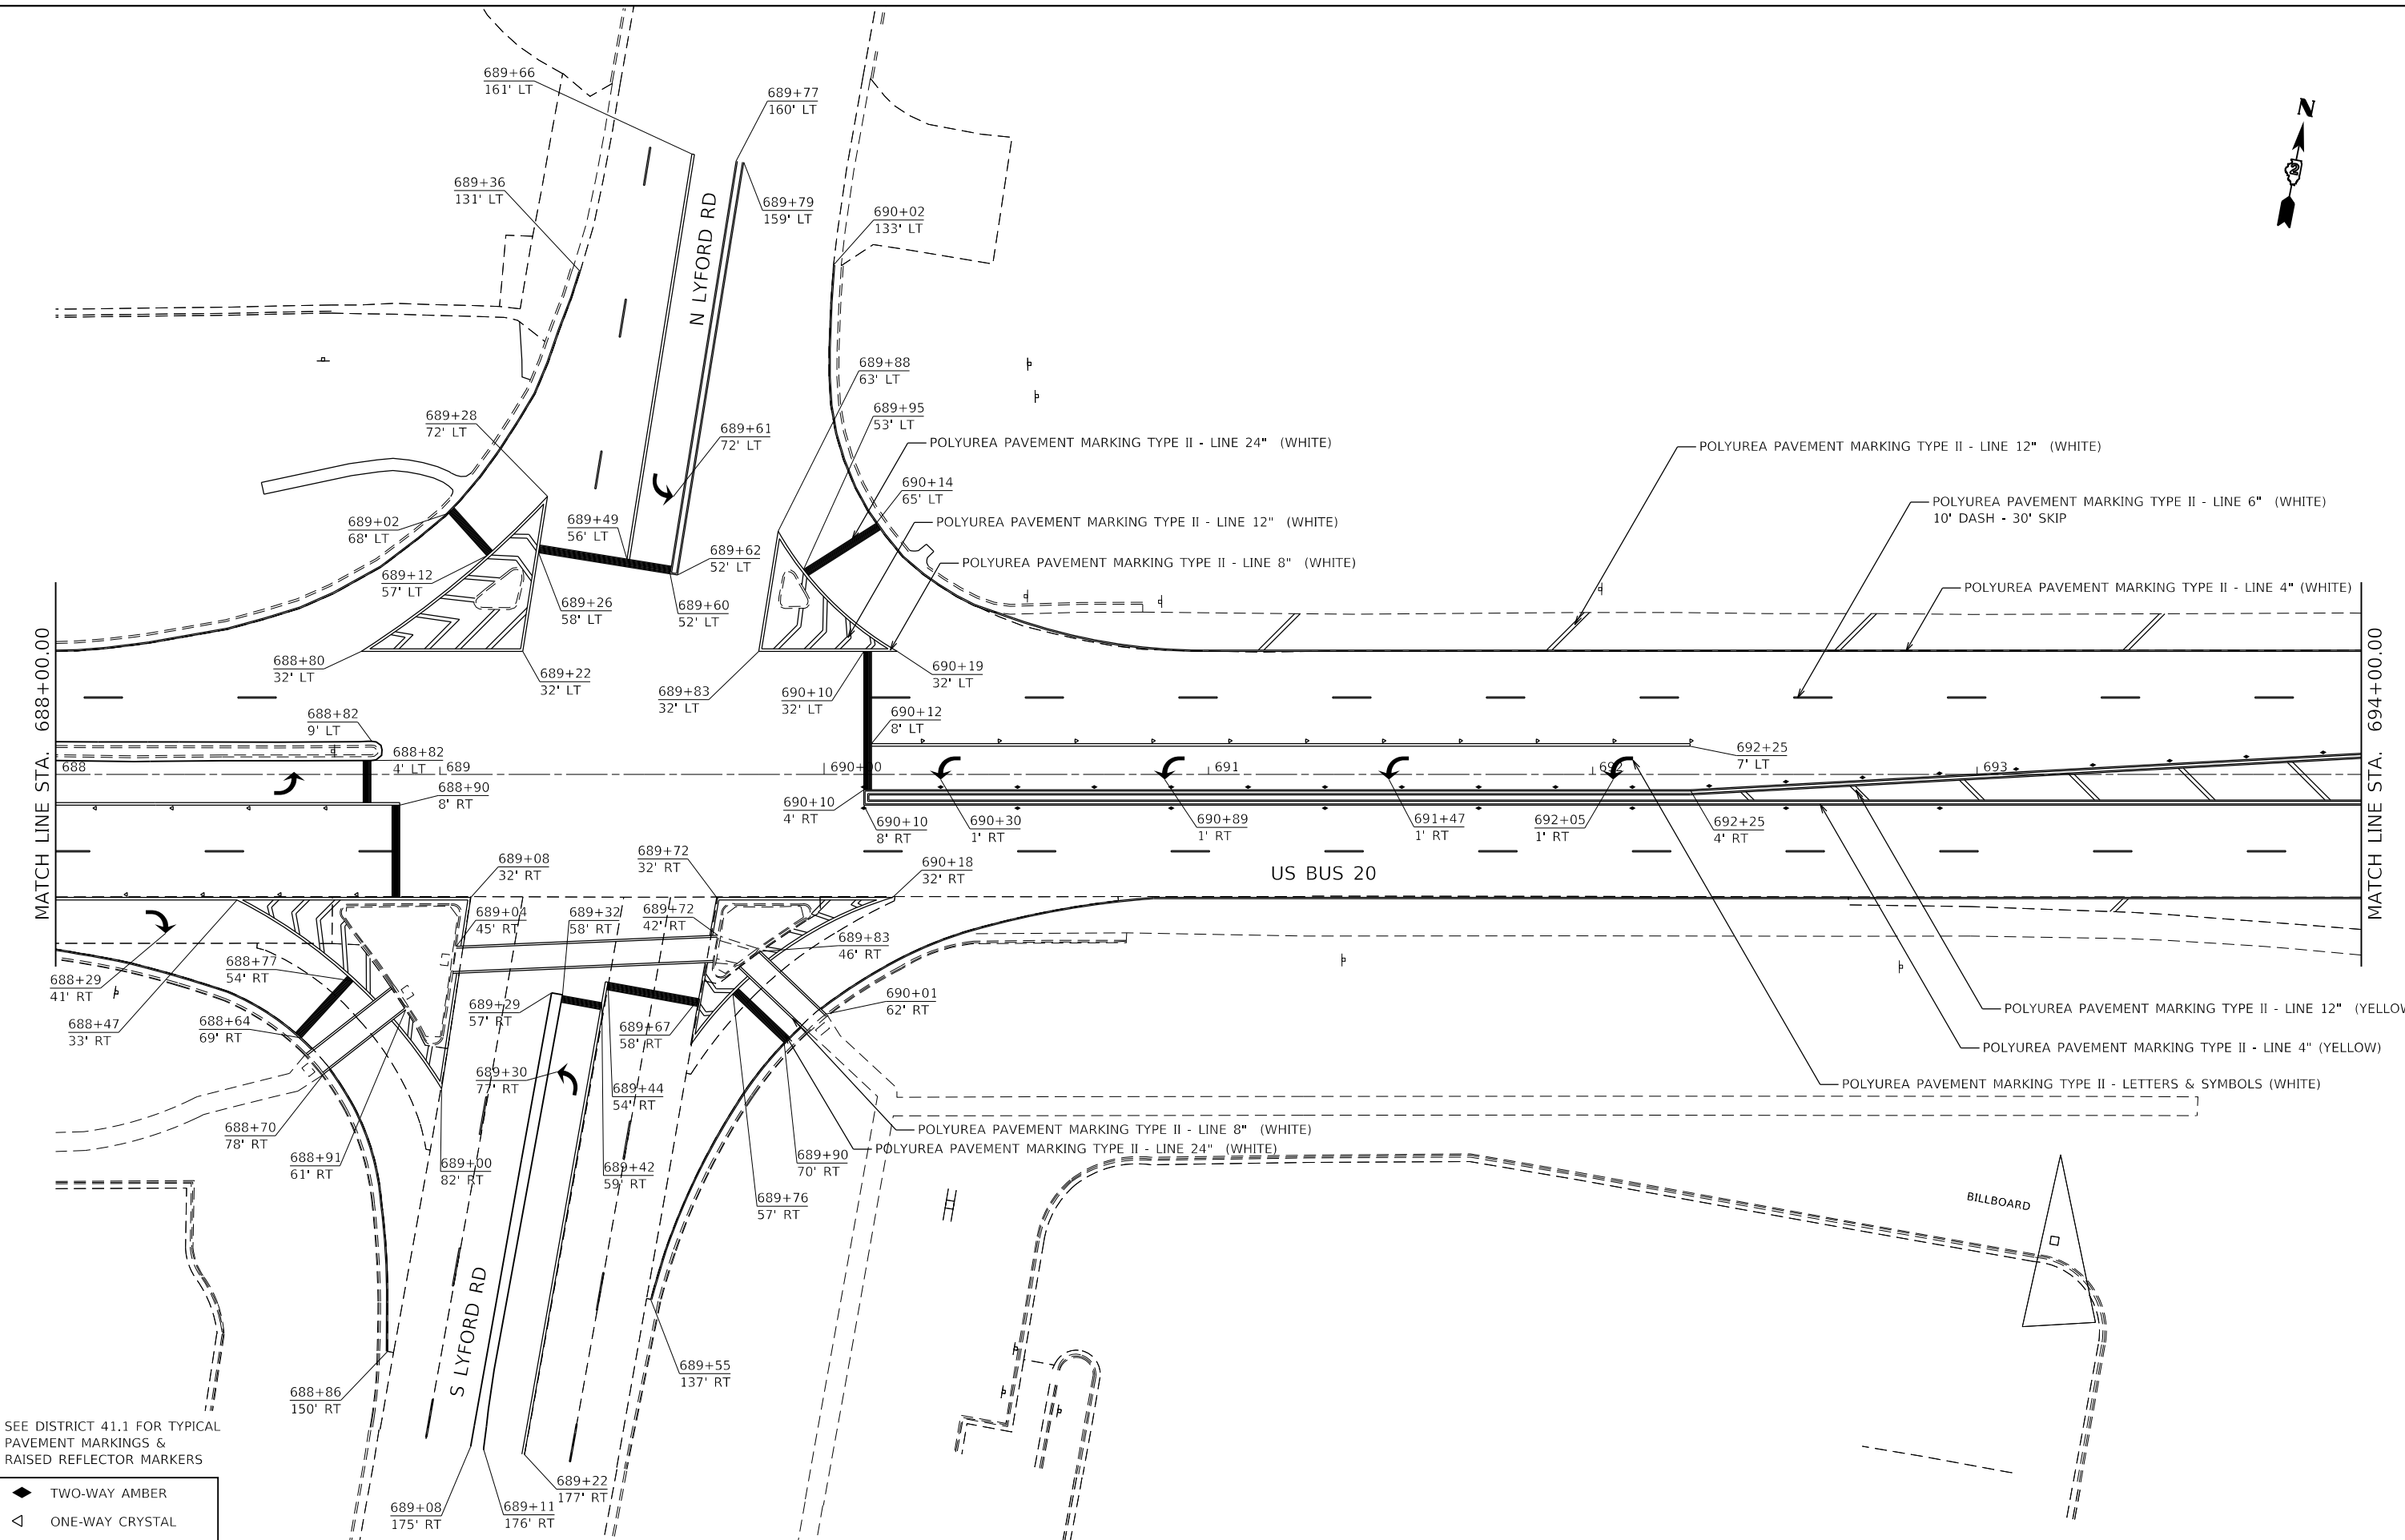 N
689+66
161' LT
689+77
160' LT
689+36
131' LT
689+79
159' LT
690+02
133' LT
N LYFORD RD
689+88
63' LT
689+95
53' LT
689+28
72' LT
689+61
72' LT
POLYUREA PAVEMENT MARKING TYPE II - LINE 24" (WHITE)
POLYUREA PAVEMENT MARKING TYPE II - LINE 12" (WHITE)
690+14
65' LT
POLYUREA PAVEMENT MARKING TYPE II - LINE 6" (WHITE)
10' DASH - 30' SKIP
689+02
68' LT
689+49
56' LT
POLYUREA PAVEMENT MARKING TYPE II - LINE 12" (WHITE)
689+62
52' LT
POLYUREA PAVEMENT MARKING TYPE II - LINE 8" (WHITE)
689+12
57' LT
689+26
58' LT
689+60
52' LT
POLYUREA PAVEMENT MARKING TYPE II - LINE 4" (WHITE)
688+80
32' LT
689+22
32' LT
689+83
32' LT
690+10
32' LT
690+19
32' LT
MATCH LINE STA. 688+00.00
MATCH LINE STA. 694+00.00
688+82
9' LT
688+82
4' LT
690+12
8' LT
692+25
7' LT
688
689
690+00
691
692
693
688+90
8' RT
690+10
4' RT
690+10
8' RT
690+30
1' RT
690+89
1' RT
691+47
1' RT
692+05
1' RT
692+25
4' RT
689+08
32' RT
689+72
32' RT
690+18
32' RT
US BUS 20
689+04
45' RT
689+32
58' RT
689+72
42' RT
689+83
46' RT
688+77
54' RT
688+29
41' RT
689+29
57' RT
690+01
62' RT
688+47
33' RT
688+64
69' RT
689+67
58' RT
POLYUREA PAVEMENT MARKING TYPE II - LINE 12" (YELLOW
POLYUREA PAVEMENT MARKING TYPE II - LINE 4" (YELLOW)
689+30
77' RT
689+44
54' RT
POLYUREA PAVEMENT MARKING TYPE II - LETTERS & SYMBOLS (WHITE)
688+70
78' RT
POLYUREA PAVEMENT MARKING TYPE II - LINE 8" (WHITE)
POLYUREA PAVEMENT MARKING TYPE II - LINE 24" (WHITE)
688+91
61' RT
689+00
82' RT
689+42
59' RT
689+90
70' RT
689+76
57' RT
BILLBOARD
S LYFORD RD
689+55
137' RT
688+86
150' RT
SEE DISTRICT 41.1 FOR TYPICAL
PAVEMENT MARKINGS &
RAISED REFLECTOR MARKERS
TWO-WAY AMBER
ONE-WAY CRYSTAL
689+08
175' RT
689+11
176' RT
689+22
177' RT